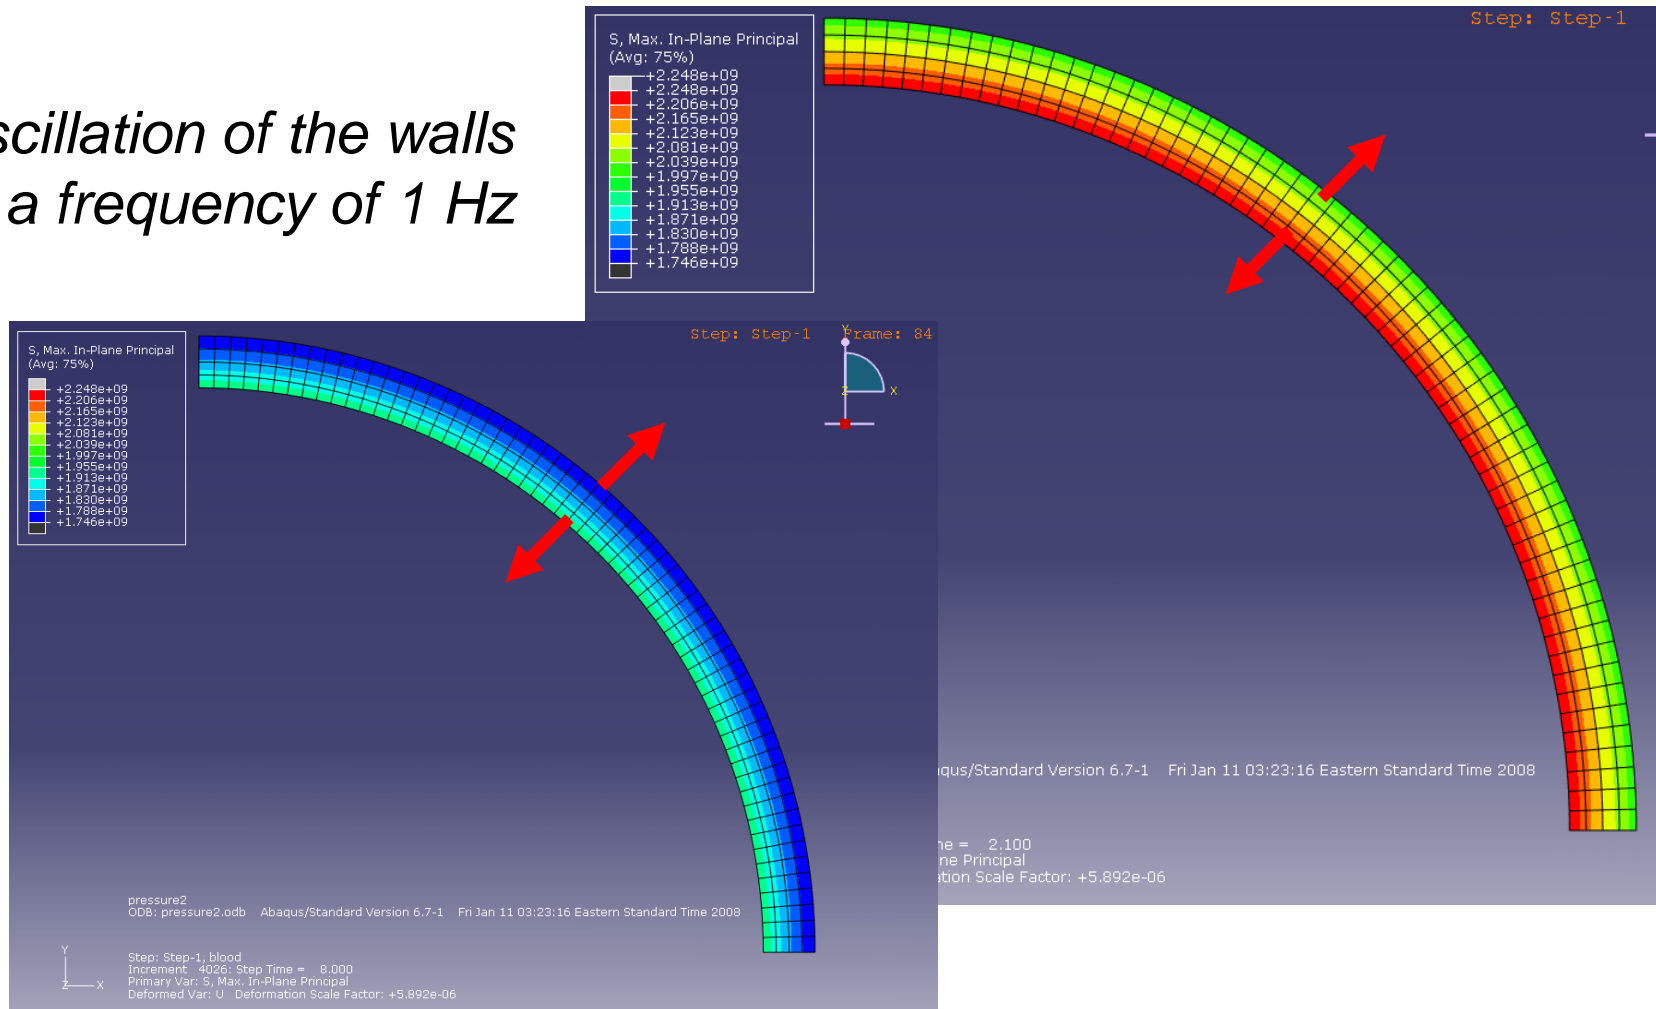 scillation of the walls
a frequency of 1 Hz
Step: Step-1
S, Max. In-Plane Principal
(Avg: 75%)
+2.248e+09
+2.248e+09
+2.206e+09
+2.165e+09
+2.123e+09
+2.081e+09
+2.039e+09
+1.997e+09
+1.955e+09
+1.913e+09
+1.871e+09
+1.830e+09
+1.788e+09
+1.746e+09
aqus/Standard Version 6.7-1 Fri Jan 11 03:23:16 Eastern Standard Time 2008
ne = 2.100
ne Principal
ation Scale Factor: +5.892e-06
Step: Step-1 Frame: 84
S, Max. In-Plane Principal
(Avg: 75%)
+2.248e+09
+2.206e+09
+2.165e+09
+2.123e+09
+2.081e+09
+2.039e+09
+1.997e+09
+1.955e+09
+1.913e+09
+1.871e+09
+1.830e+09
+1.788e+09
+1.746e+09
Y
Z X
pressure2
ODB: pressure2.odb Abaqus/Standard Version 6.7-1 Fri Jan 11 03:23:16 Eastern Standard Time 2008
Y
Z X
Step: Step-1, blood
Increment 4026: Step Time = 8.000
Primary Var: S, Max. In-Plane Principal
Deformed Var: U Deformation Scale Factor: +5.892e-06